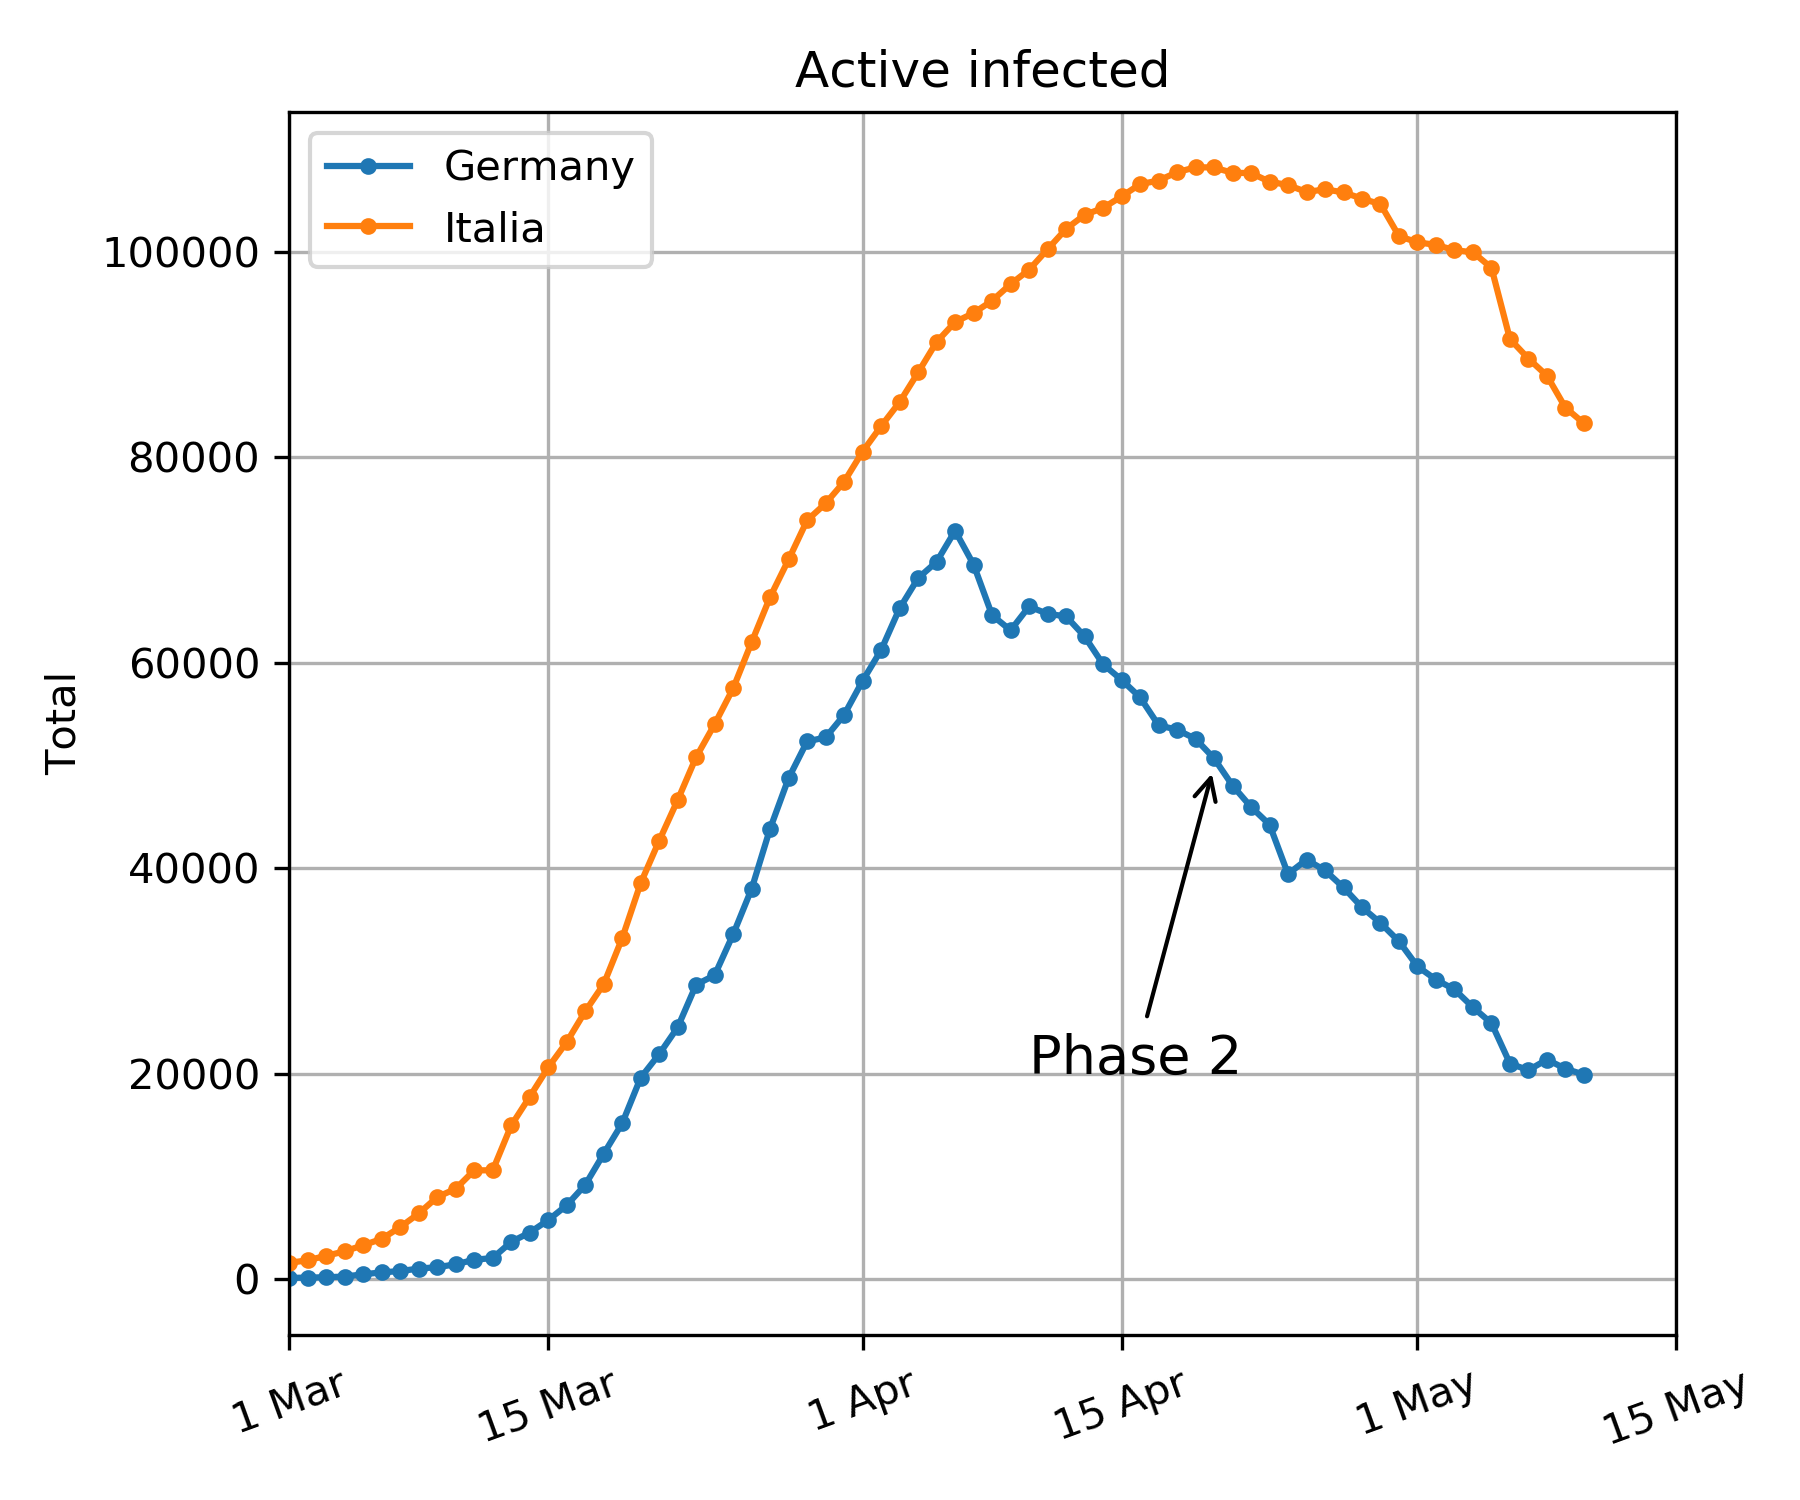 Active infected
Germany
Italia
100000
80000
60000
40000
20000
0
Total
Phase 2
1 Mar
15 Mar
1 Apr
15 Apr
1 May
15 May